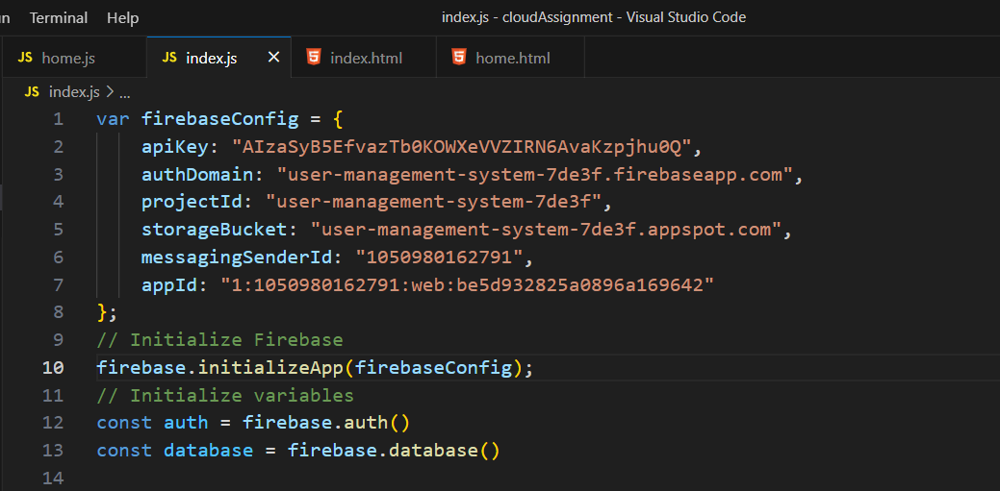 n Terminal Help index.js - cloudAssignment - Visual Studio Code
JS home.js JS index.js × index.html home.html
JS index.js > ...
1 var firebaseConfig = {
2 apiKey: "AIzaSyB5EfvazTb0KOWXeVVZIRN6AvaKzpjhu0Q",
3 authDomain: "user-management-system-7de3f.firebaseapp.com",
4 projectId: "user-management-system-7de3f",
5 storageBucket: "user-management-system-7de3f.appspot.com",
6 messagingSenderId: "1050980162791",
7 appId: "1:1050980162791:web:be5d932825a0896a169642"
8 };
9 // Initialize Firebase
10 firebase.initializeApp(firebaseConfig);
11 // Initialize variables
12 const auth = firebase.auth()
13 const database = firebase.database()
14